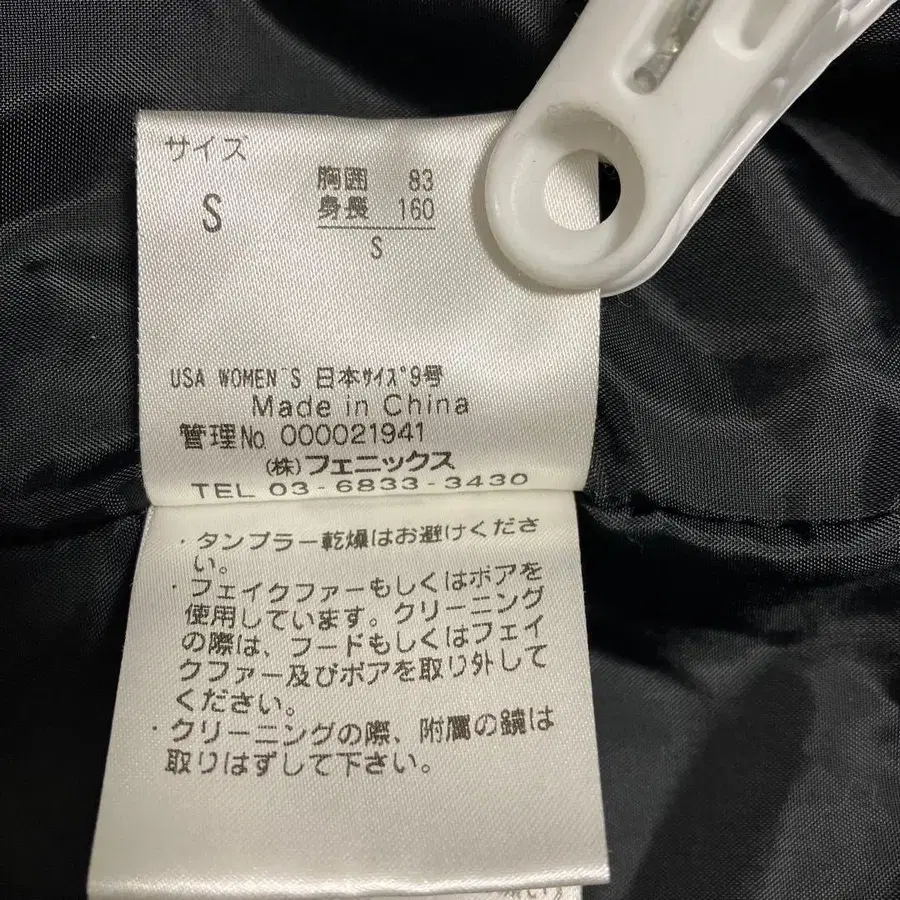 サイズ
S
胸囲 83
身長 160
S
USA WOMEN'S 日本ｻｲｽﾞ9号
Made in China
管理No. 000021941
(株)フェニックス
TEL 03-6833-3430
・タンブラー乾燥はお避けくださ
い。
・フェイクファーもしくはボアを
使用しています。クリーニング
の際は、フードもしくはフェイ
クファー及びボアを取り外して
ください。
・クリーニングの際、附属の鏡は
取りはずして下さい。